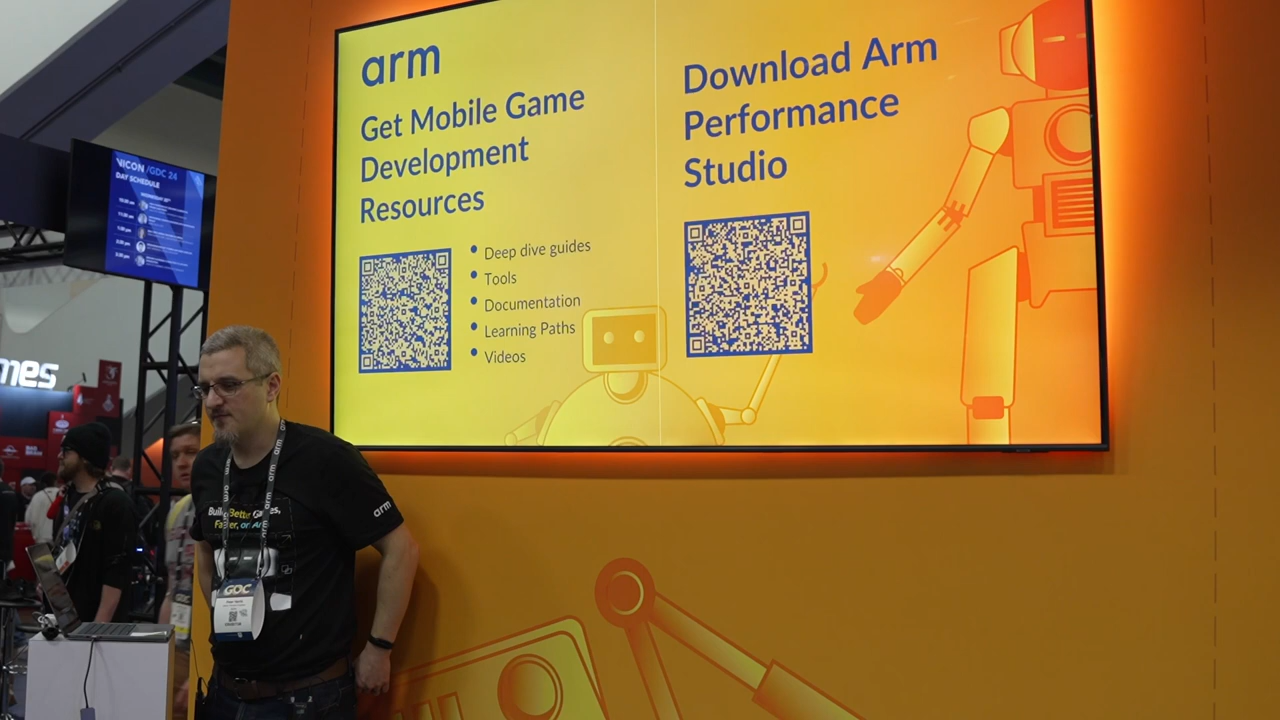 arm
Get Mobile Game
Development
Resources
Deep dive guides
Tools
Documentation
Learning Paths
Videos
Download Arm
Performance
Studio
VICON /GDC 24
DAY SCHEDULE
mes
arm
Build Better Games,
Faster, on Arm
GDC